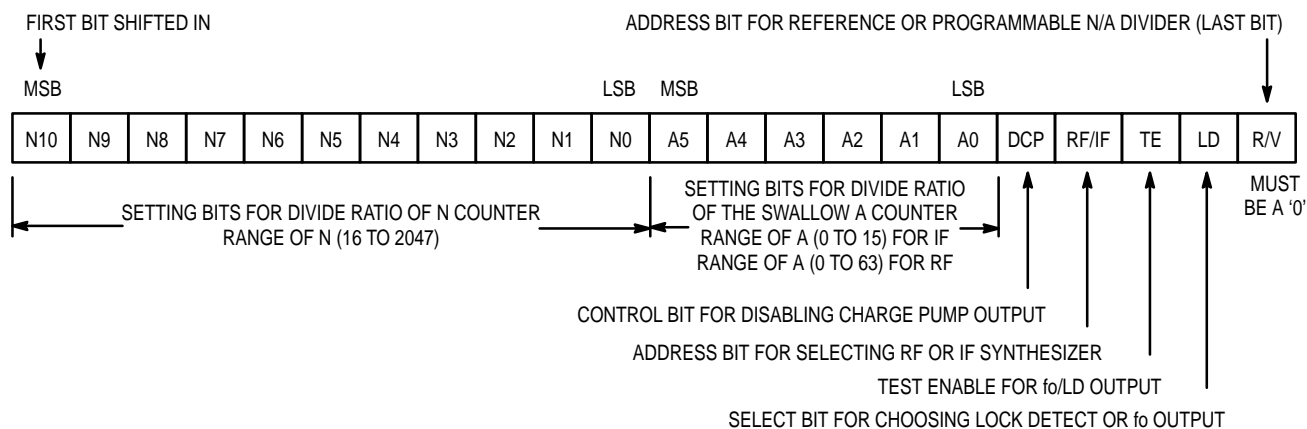 FIRST BIT SHIFTED IN
ADDRESS BIT FOR REFERENCE OR PROGRAMMABLE N/A DIVIDER (LAST BIT)
MSB
LSB
MSB
LSB
N10 N9 N8 N7 N6 N5 N4 N3 N2 N1 N0 A5 A4 A3 A2 A1 A0 DCP RF/IF TE LD R/V
SETTING BITS FOR DIVIDE RATIO OF N COUNTER
RANGE OF N (16 TO 2047)
SETTING BITS FOR DIVIDE RATIO
OF THE SWALLOW A COUNTER
RANGE OF A (0 TO 15) FOR IF
RANGE OF A (0 TO 63) FOR RF
MUST
BE A ‘0’
CONTROL BIT FOR DISABLING CHARGE PUMP OUTPUT
ADDRESS BIT FOR SELECTING RF OR IF SYNTHESIZER
TEST ENABLE FOR fo/LD OUTPUT
SELECT BIT FOR CHOOSING LOCK DETECT OR fo OUTPUT